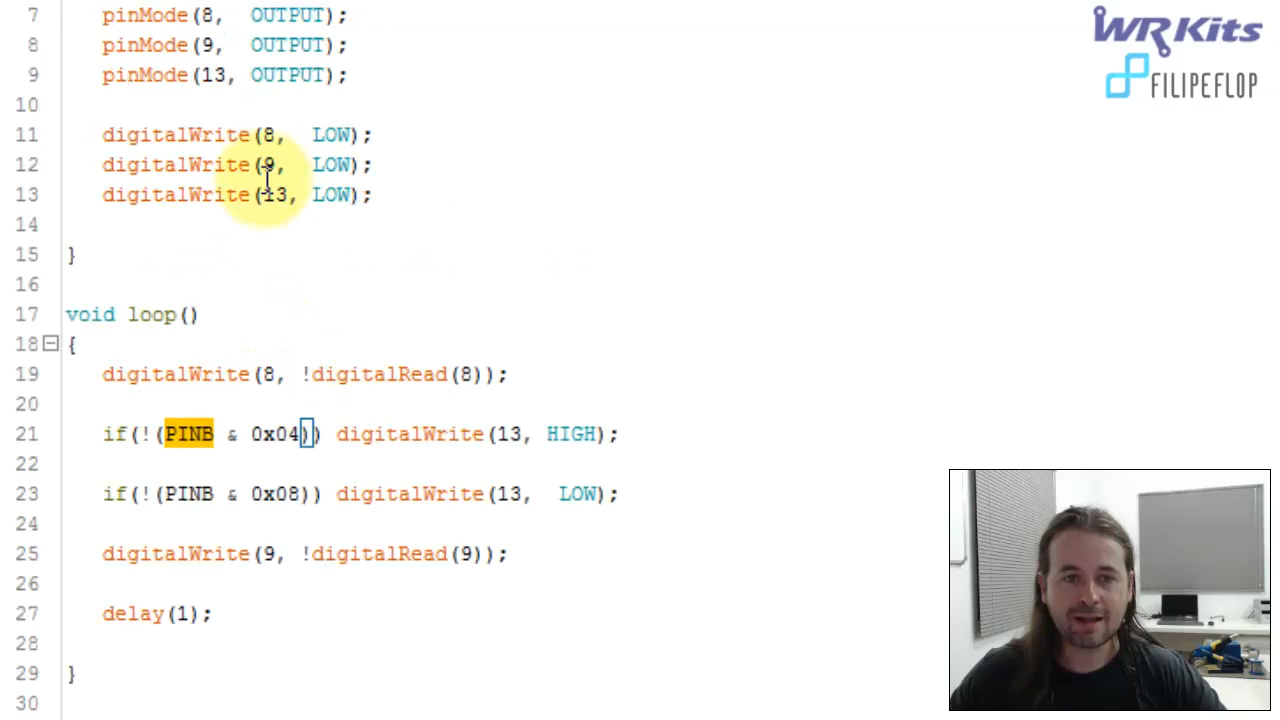 7 pinMode(8, OUTPUT);
8 pinMode(9, OUTPUT);
9 pinMode(13, OUTPUT);
10
11 digitalWrite(8, LOW);
12 digitalWrite(9, LOW);
13 digitalWrite(13, LOW);
14
15 }
16
17 void loop()
18 {
19 digitalWrite(8, !digitalRead(8));
20
21 if(!(PINB & 0x04)) digitalWrite(13, HIGH);
22
23 if(!(PINB & 0x08)) digitalWrite(13, LOW);
24
25 digitalWrite(9, !digitalRead(9));
26
27 delay(1);
28
29 }
30
WR Kits
FILIPEFLOP